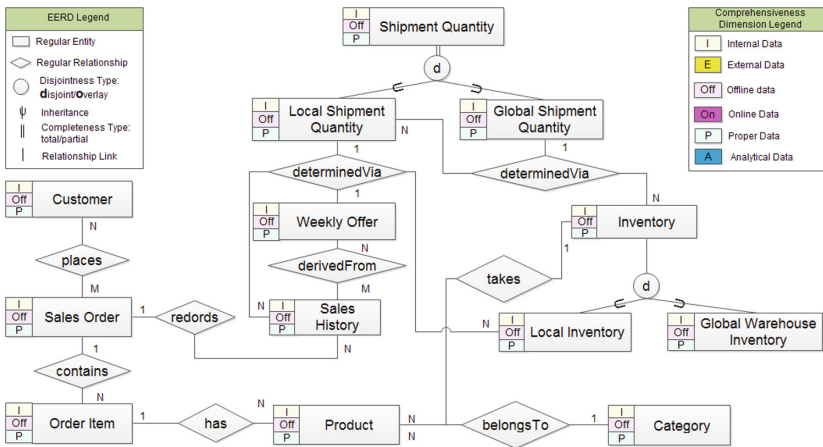 EERD Legend
Regular Entity
Regular Relationship
Disjointness Type:
disjoint/overlay
Inheritance
Completeness Type:
total/partial
Relationship Link
I
Off
P
Shipment Quantity
d
Comprehensiveness
Dimension Legend
I
Internal Data
E
External Data
Off
Offline data
On
Online Data
P
Proper Data
A
Analytical Data
I
Off
P
Local Shipment
Quantity
N
I
Off
P
Global Shipment
Quantity
1
1
determinedVia
determinedVia
1
N
I
Off
P
Customer
N
I
Off
P
Weekly Offer
N
I
Off
P
Inventory
1
places
derivedFrom
takes
d
M
M
I
Off
P
Sales Order
1
redords
N
I
Off
P
Sales
History
N
N
I
Off
P
Local Inventory
I
Off
P
Global Warehouse
Inventory
1
contains
N
I
Off
P
Order Item
1
has
N
I
Off
P
Product
N
N
belongsTo
1
I
Off
P
Category